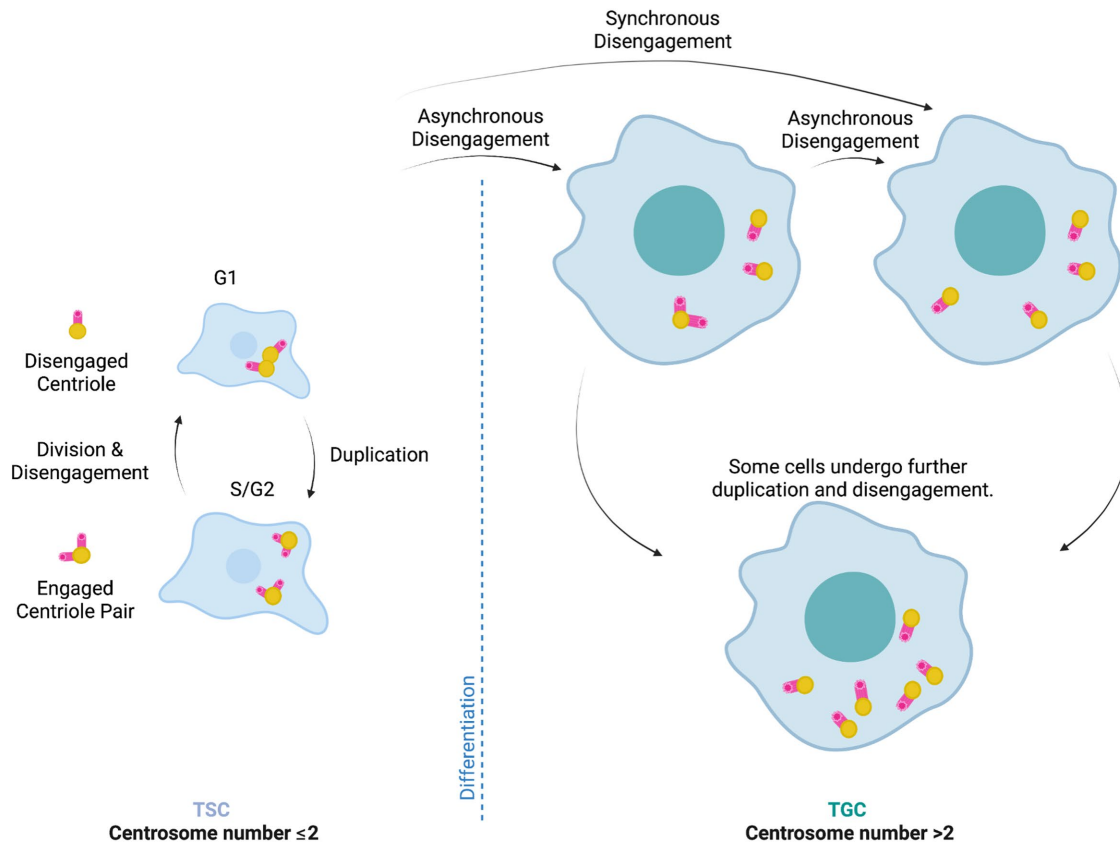 Synchronous
Disengagement
Asynchronous
Disengagement
Asynchronous
Disengagement
G1
Disengaged
Centriole
Division &
Disengagement
Duplication
S/G2
Engaged
Centriole Pair
Some cells undergo further
duplication and disengagement.
Differentiation
TSC
Centrosome number ≤2
TGC
Centrosome number >2